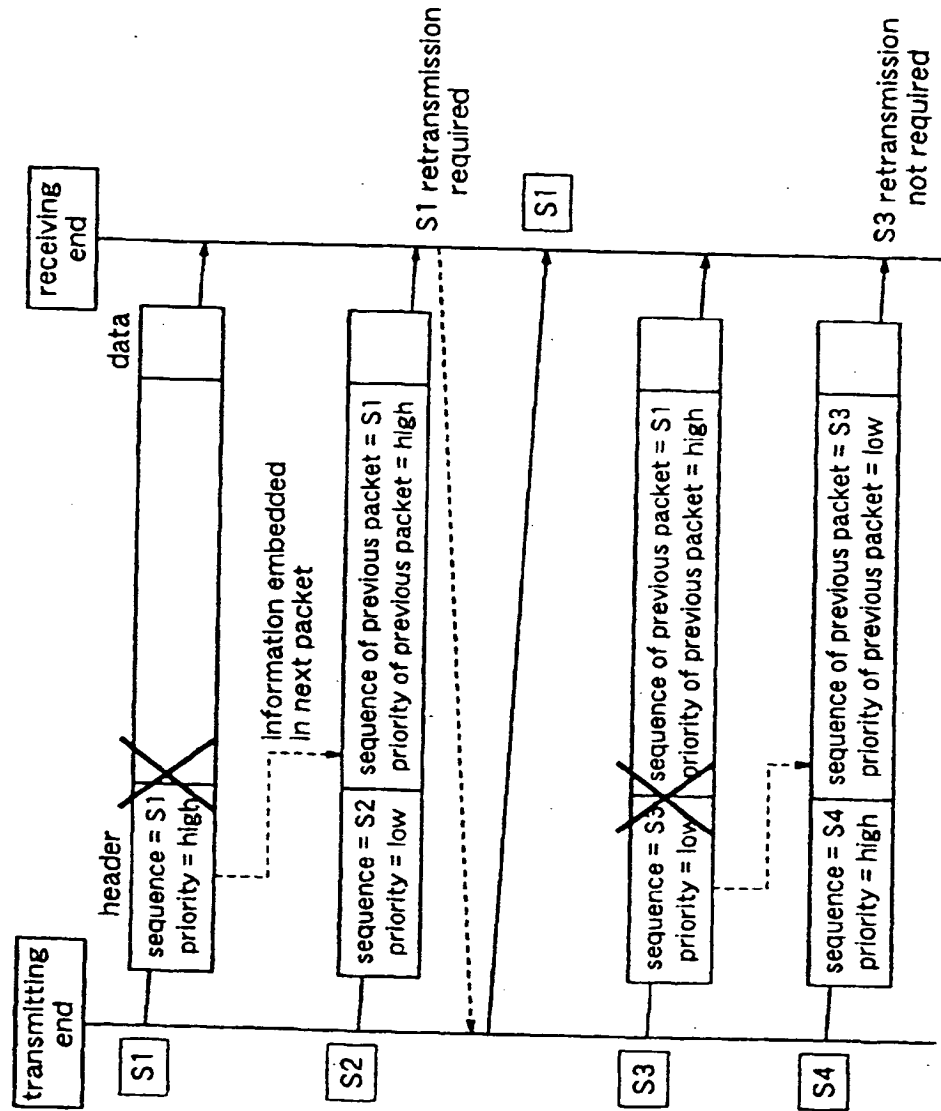 transmitting
end
receiving
end
header
data
S1
sequence = S1
priority = high
information embedded
in next packet
S2
sequence = S2
priority = low
sequence of previous packet = S1
priority of previous packet = high
S1 retransmission
required
S1
S3
sequence = S3
priority = low
sequence of previous packet = S1
priority of previous packet = high
S4
sequence = S4
priority = high
sequence of previous packet = S3
priority of previous packet = low
S3 retransmission
not required